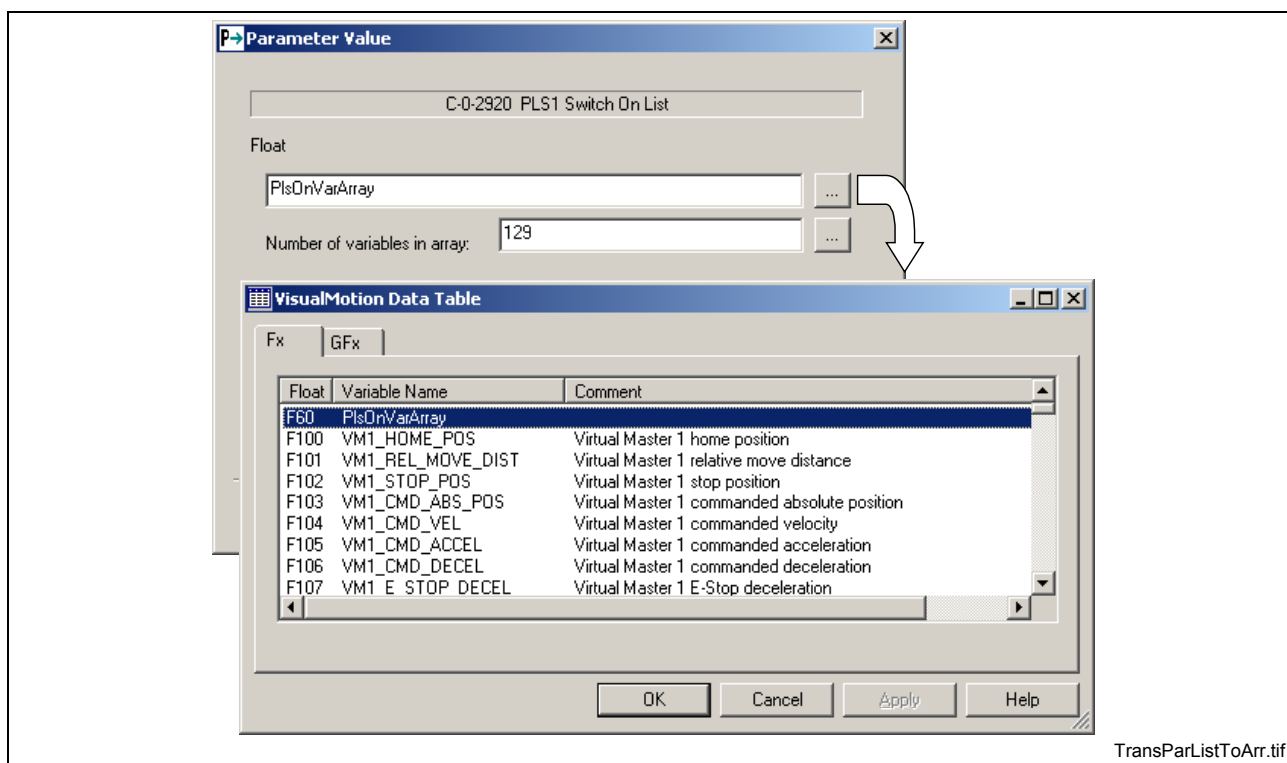 P→ Parameter Value
C-0-2920 PLS1 Switch On List
Float
PlsOnVarArray ...
Number of variables in array: 129 ...
VisualMotion Data Table
Fx GFx
Float Variable Name Comment
F60 PlsOnVarArray
F100 VM1_HOME_POS Virtual Master 1 home position
F101 VM1_REL_MOVE_DIST Virtual Master 1 relative move distance
F102 VM1_STOP_POS Virtual Master 1 stop position
F103 VM1_CMD_ABS_POS Virtual Master 1 commanded absolute position
F104 VM1_CMD_VEL Virtual Master 1 commanded velocity
F105 VM1_CMD_ACCEL Virtual Master 1 commanded acceleration
F106 VM1_CMD_DECEL Virtual Master 1 commanded deceleration
F107 VM1_E_STOP_DECEL Virtual Master 1 E-Stop deceleration
OK Cancel Apply Help
TransParListToArr.tif